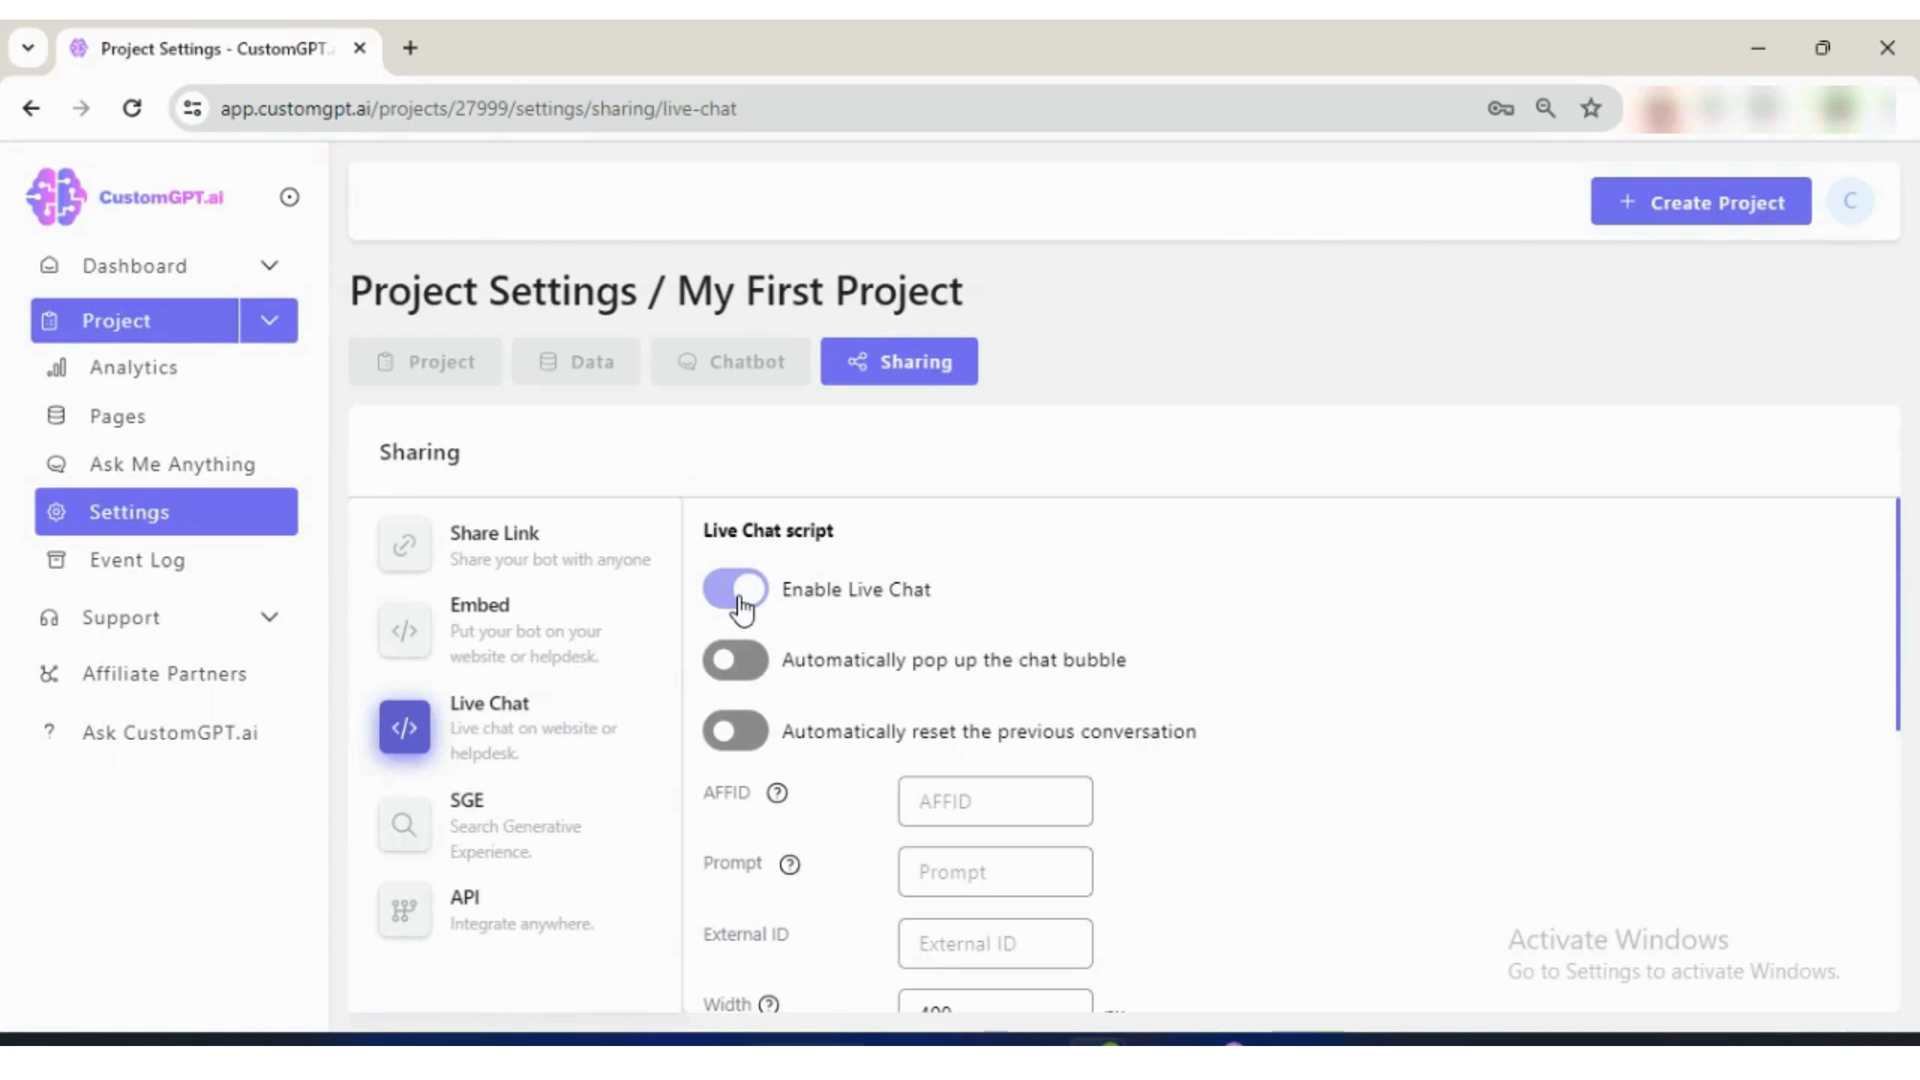 Project Settings - CustomGPT.
app.customgpt.ai/projects/27999/settings/sharing/live-chat
CustomGPT.ai
Dashboard
Project
Analytics
Pages
Ask Me Anything
Settings
Event Log
Support
Affiliate Partners
? Ask CustomGPT.ai
+ Create Project
C
Project Settings / My First Project
Project
Data
Chatbot
Sharing
Sharing
Share Link
Share your bot with anyone
Embed
Put your bot on your
website or helpdesk.
Live Chat
Live chat on website or
helpdesk.
SGE
Search Generative
Experience.
API
Integrate anywhere.
Live Chat script
Enable Live Chat
Automatically pop up the chat bubble
Automatically reset the previous conversation
AFFID ?
AFFID
Prompt ?
Prompt
External ID
External ID
Width ?
Activate Windows
Go to Settings to activate Windows.